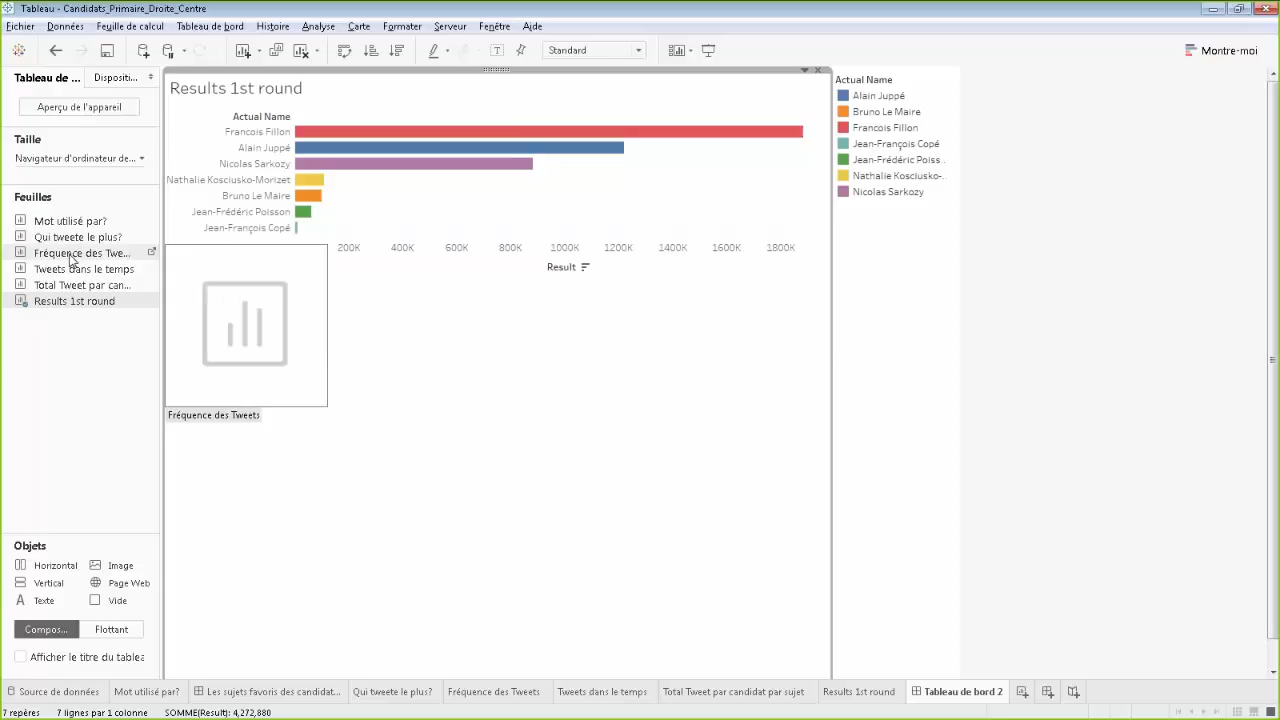 Tableau - Candidats_Primaire_Droite_Centre
Fichier Données Feuille de calcul Tableau de bord Histoire Analyse Carte Formater Serveur Fenêtre Aide
Standard
Montre-moi
Tableau de ... Dispositi...
Aperçu de l'appareil
Taille
Navigateur d'ordinateur de...
Feuilles
Mot utilisé par?
Qui tweete le plus?
Fréquence des Twe...
Tweets dans le temps
Total Tweet par can...
Results 1st round
Objets
Horizontal Image
Vertical Page Web
A Texte Vide
Compos... Flottant
Afficher le titre du tablea
Results 1st round
Actual Name
Francois Fillon
Alain Juppé
Nicolas Sarkozy
Nathalie Kosciusko-Morizet
Bruno Le Maire
Jean-Frédéric Poisson
Jean-François Copé
200K 400K 600K 800K 1000K 1200K 1400K 1600K 1800K
Result
Fréquence des Tweets
Actual Name
Alain Juppé
Bruno Le Maire
Francois Fillon
Jean-François Copé
Jean-Frédéric Poiss..
Nathalie Kosciusko-..
Nicolas Sarkozy
Source de données Mot utilisé par? Les sujets favoris des candidat... Qui tweete le plus? Fréquence des Tweets Tweets dans le temps Total Tweet par candidat par sujet Results 1st round Tableau de bord 2
7 repères 7 lignes par 1 colonne SOMME(Result): 4,272,880